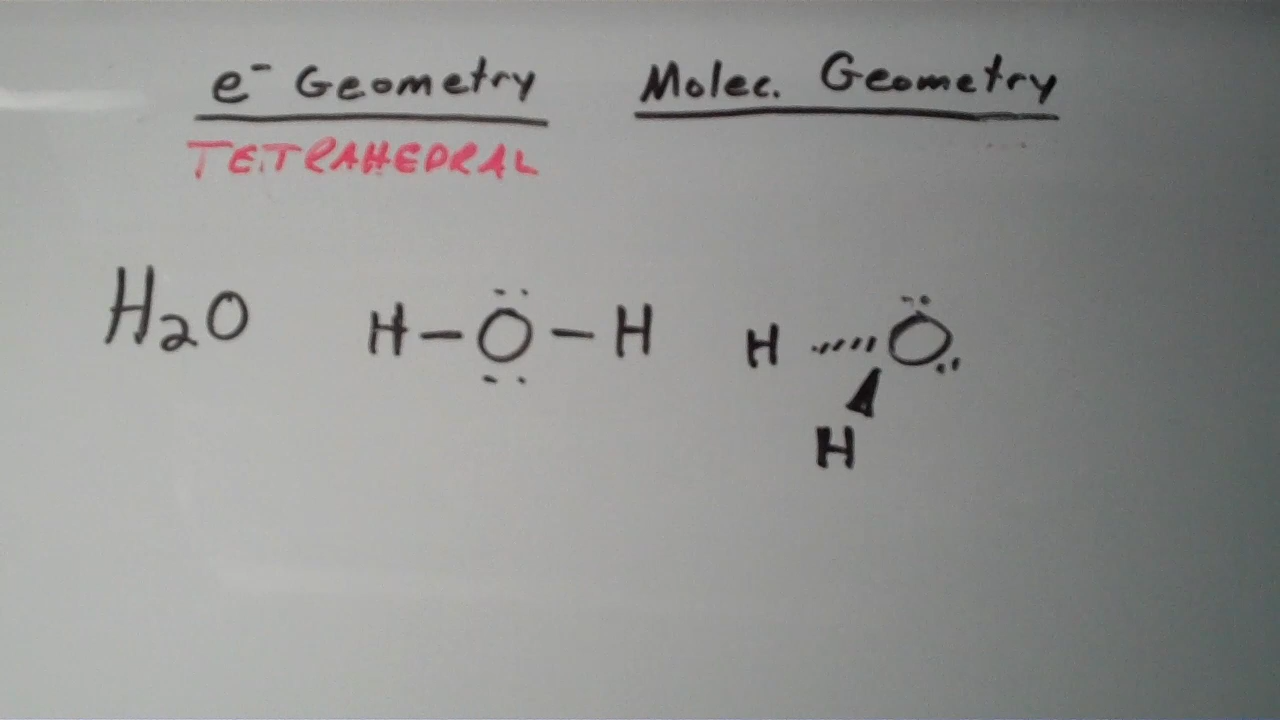 e⁻ Geometry Molec. Geometry
TETRAHEDRAL
H₂O H–Ö–H H Ö
H